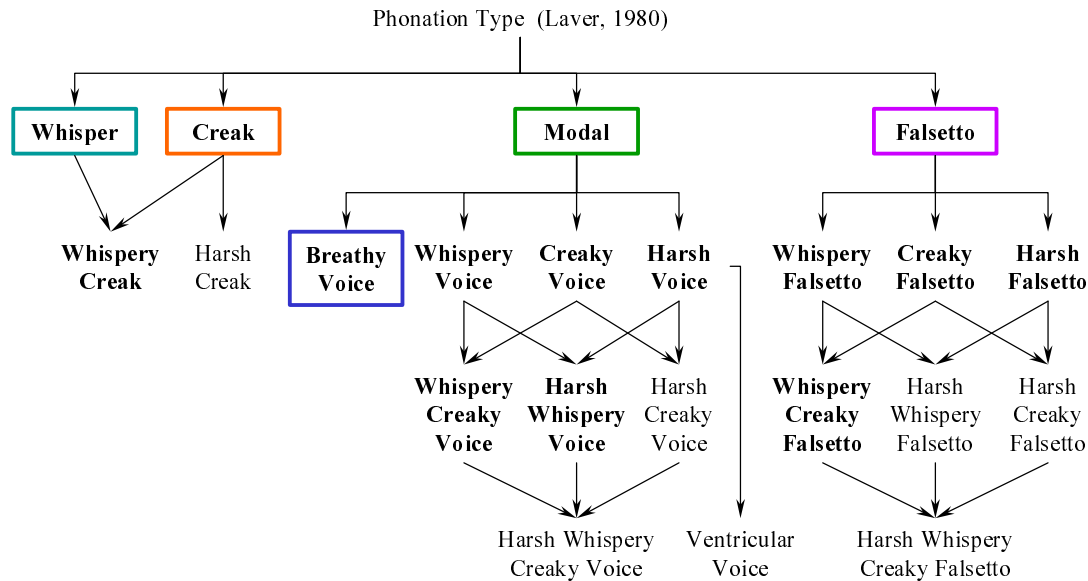 Phonation Type (Laver, 1980)
Whisper
Creak
Modal
Falsetto
Whispery
Creak
Harsh
Creak
Breathy
Voice
Whispery
Voice
Creaky
Voice
Harsh
Voice
Whispery
Falsetto
Creaky
Falsetto
Harsh
Falsetto
Whispery
Creaky
Voice
Harsh
Whispery
Voice
Harsh
Creaky
Voice
Whispery
Creaky
Falsetto
Harsh
Whispery
Falsetto
Harsh
Creaky
Falsetto
Harsh Whispery
Creaky Voice
Ventricular
Voice
Harsh Whispery
Creaky Falsetto